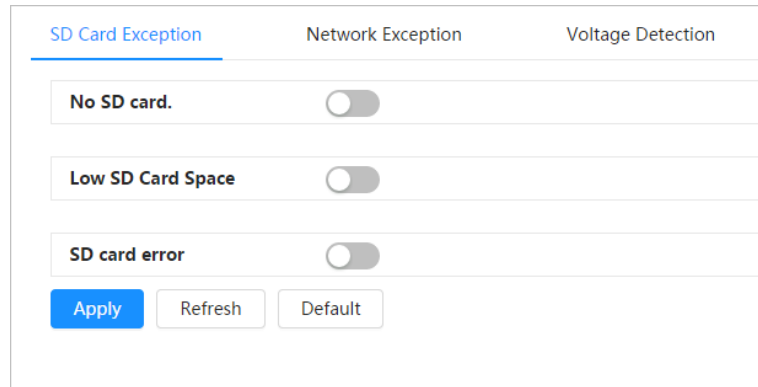 SD Card Exception Network Exception Voltage Detection
No SD card.
Low SD Card Space
SD card error
Apply Refresh Default